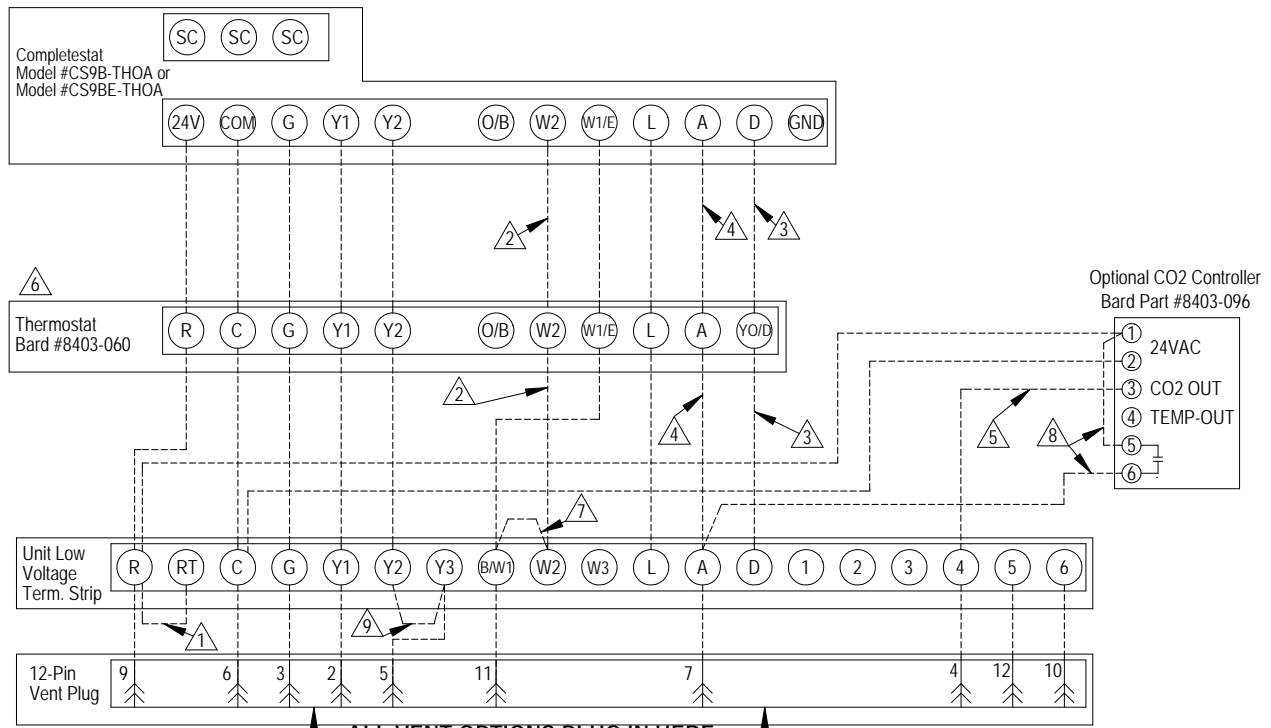 SC SC SC
Completestat
Model #CS9B-THOA or
Model #CS9BE-THOA
24V COM G Y1 Y2 O/B W2 W1/E L A D GND
2 4 3
6
Optional CO2 Controller
Bard Part #8403-096
Thermostat
Bard #8403-060
R C G Y1 Y2 O/B W2 W1/E L A YO/D
1
24VAC
2
3 CO2 OUT
4 TEMP-OUT
5
6
2 4 3 5 8
7
Unit Low
Voltage
Term. Strip
R RT C G Y1 Y2 Y3 B/W1 W2 W3 L A D 1 2 3 4 5 6
1 9
12-Pin
Vent Plug
9 6 3 2 5 11 7 4 12 10
ALL VENT OPTIONS PLUG IN HERE